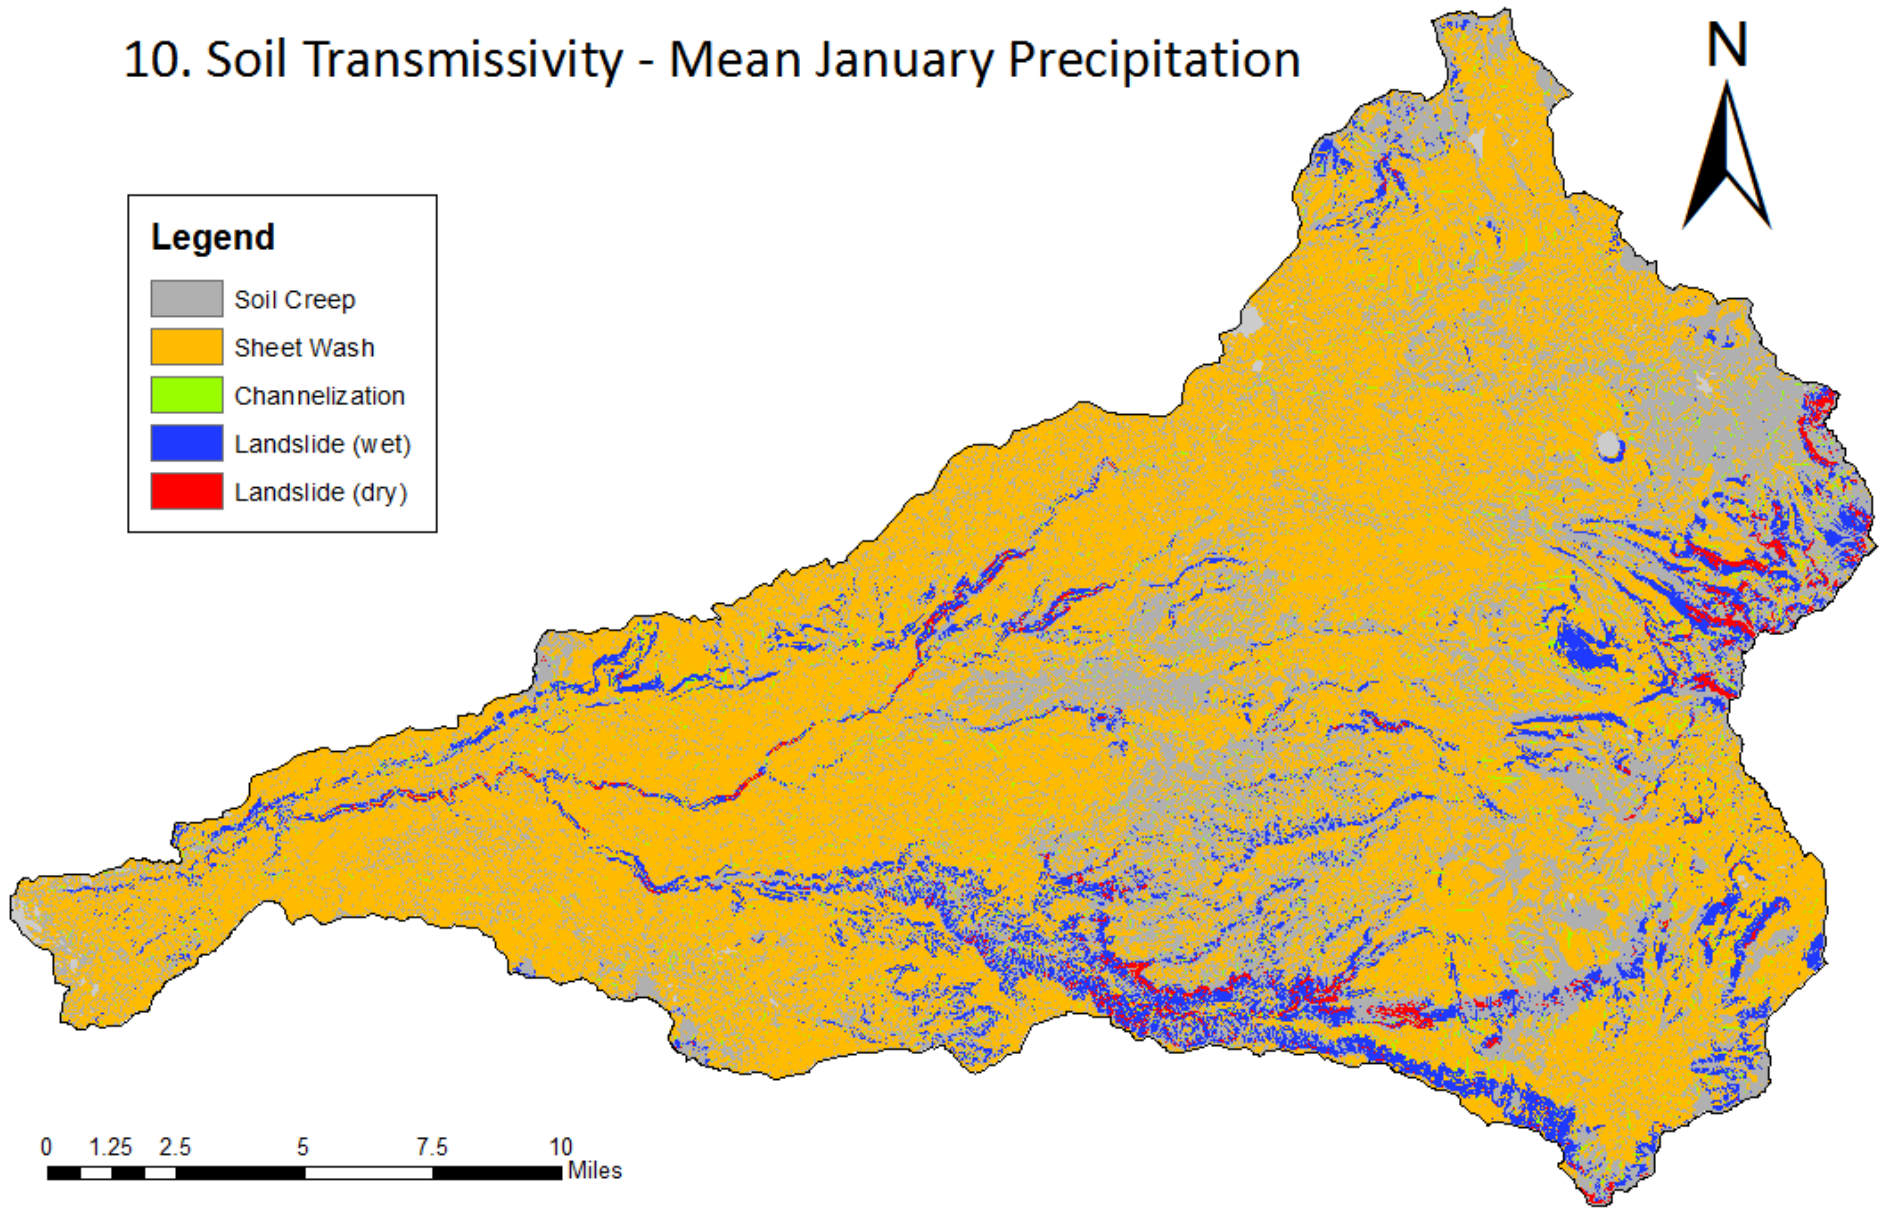 10. Soil Transmissivity - Mean January Precipitation
N
Legend
Soil Creep
Sheet Wash
Channelization
Landslide (wet)
Landslide (dry)
0 1.25 2.5 5 7.5 10
Miles